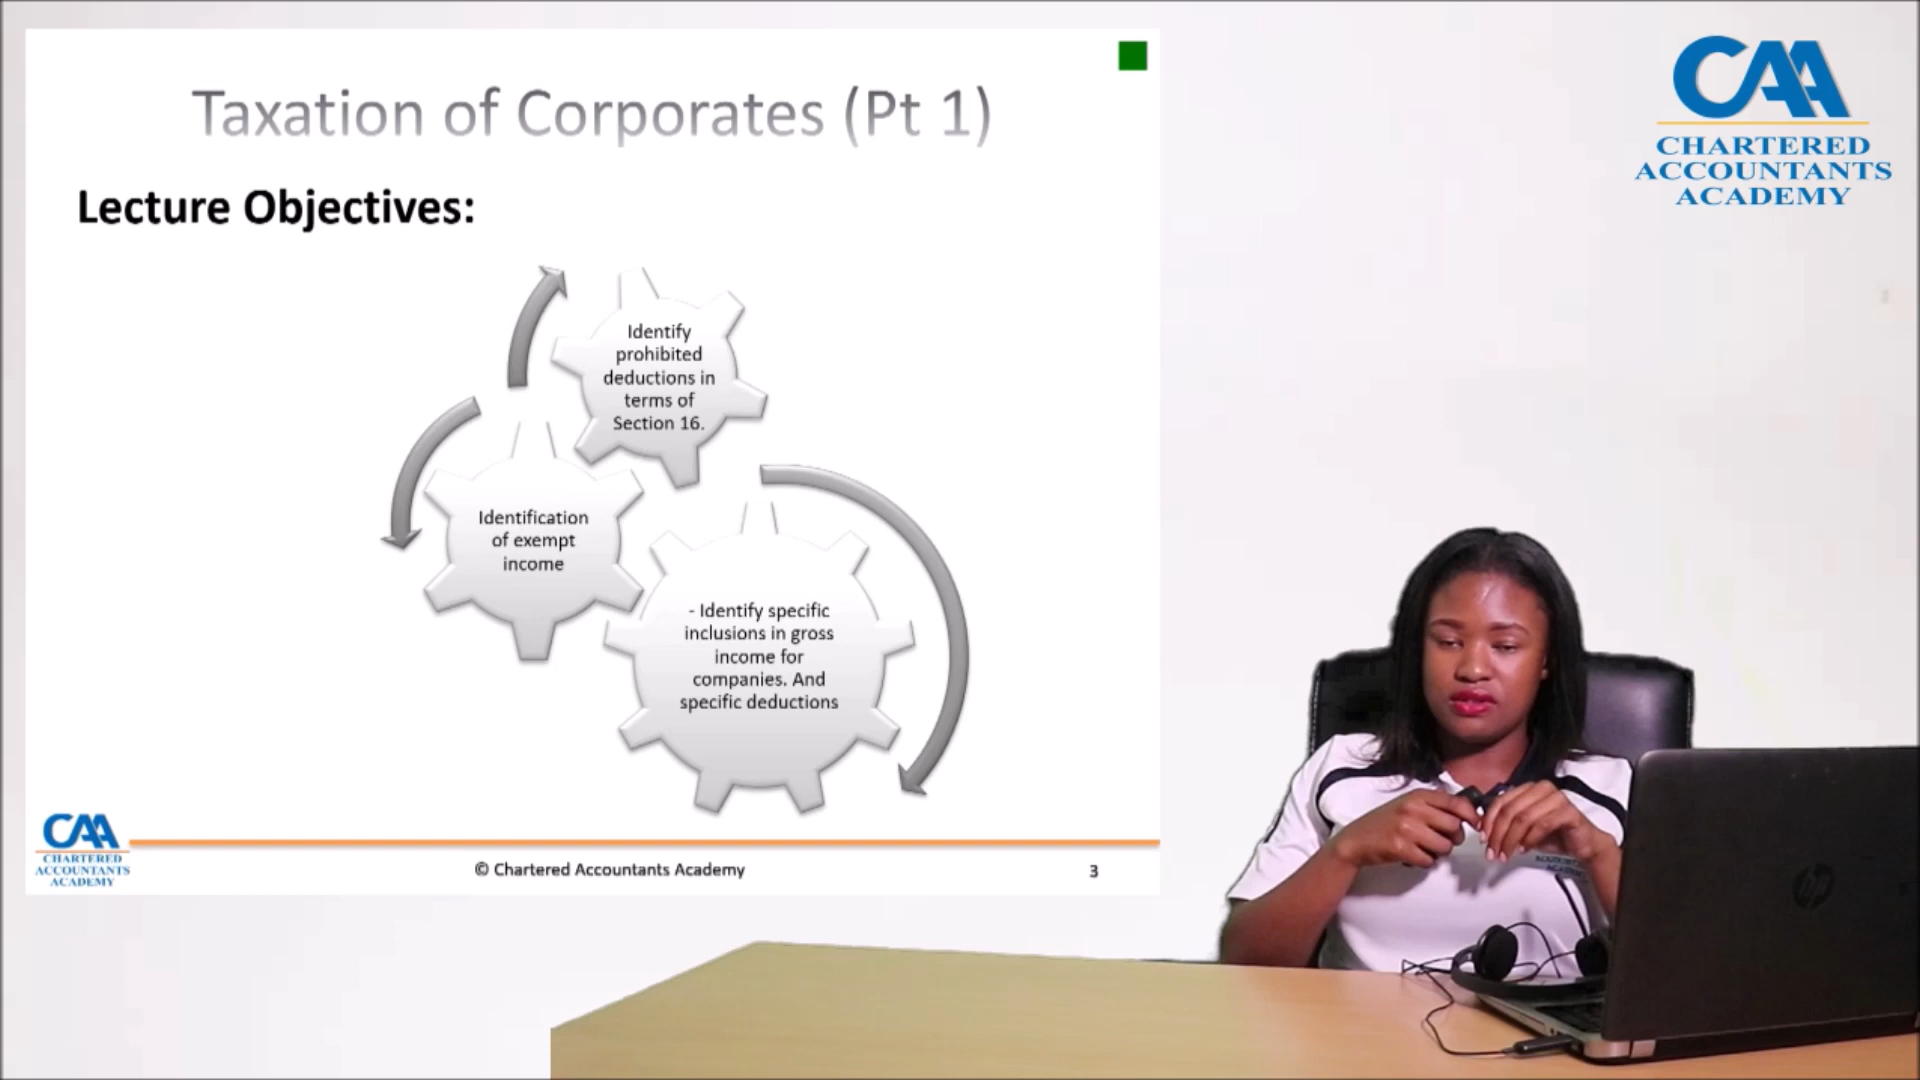 Taxation of Corporates (Pt 1)
Lecture Objectives:
Identify
prohibited
deductions in
terms of
Section 16.
Identification
of exempt
income
- Identify specific
inclusions in gross
income for
companies. And
specific deductions
CAA
CHARTERED
ACCOUNTANTS
ACADEMY
© Chartered Accountants Academy
3
CAA
CHARTERED
ACCOUNTANTS
ACADEMY
hp